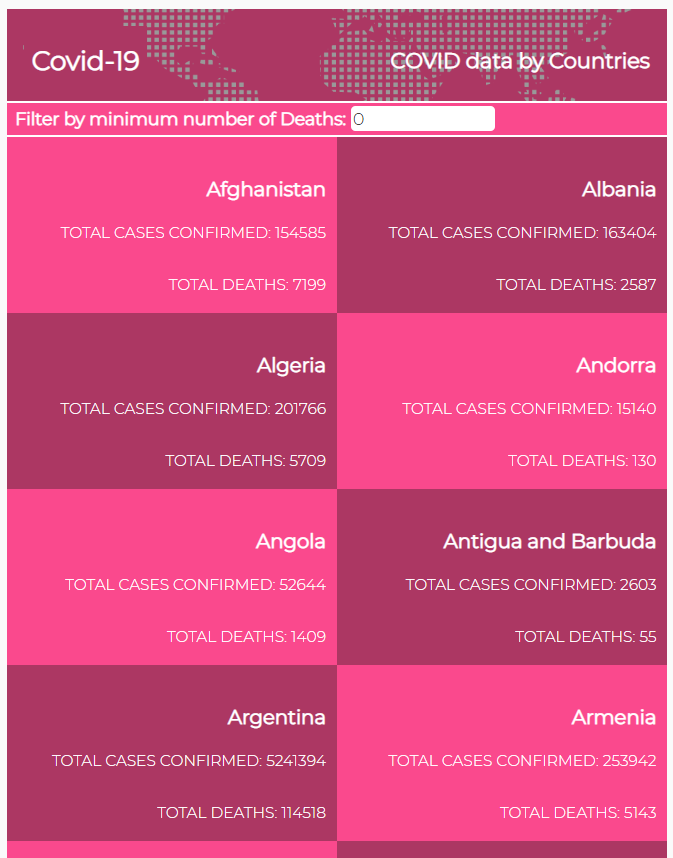 Covid-19
COVID data by Countries
Filter by minimum number of Deaths: 0
Afghanistan
TOTAL CASES CONFIRMED: 154585
TOTAL DEATHS: 7199
Albania
TOTAL CASES CONFIRMED: 163404
TOTAL DEATHS: 2587
Algeria
TOTAL CASES CONFIRMED: 201766
TOTAL DEATHS: 5709
Andorra
TOTAL CASES CONFIRMED: 15140
TOTAL DEATHS: 130
Angola
TOTAL CASES CONFIRMED: 52644
TOTAL DEATHS: 1409
Antigua and Barbuda
TOTAL CASES CONFIRMED: 2603
TOTAL DEATHS: 55
Argentina
TOTAL CASES CONFIRMED: 5241394
TOTAL DEATHS: 114518
Armenia
TOTAL CASES CONFIRMED: 253942
TOTAL DEATHS: 5143